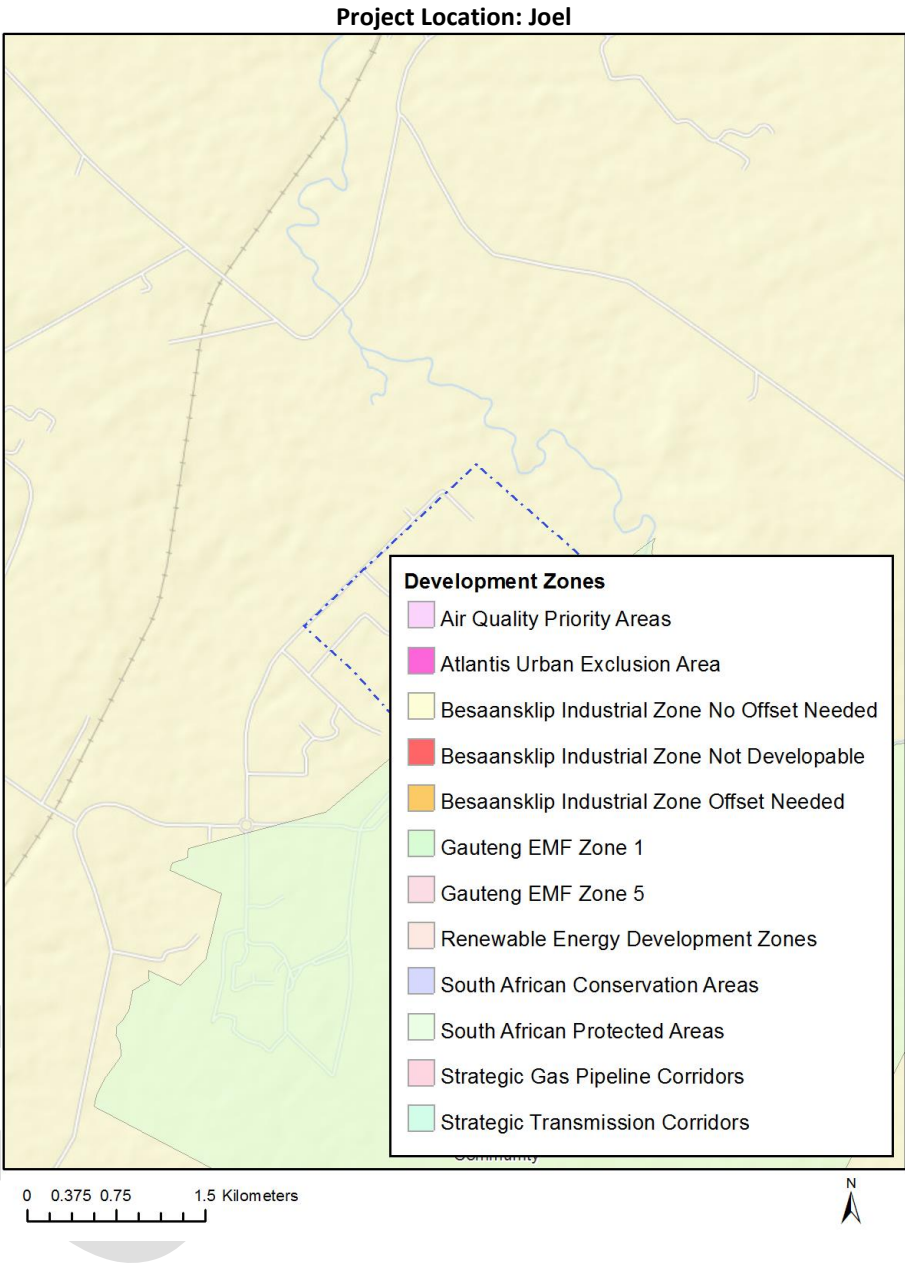 Project Location: Joel
Development Zones
Air Quality Priority Areas
Atlantis Urban Exclusion Area
Besaansklip Industrial Zone No Offset Needed
Besaansklip Industrial Zone Not Developable
Besaansklip Industrial Zone Offset Needed
Gauteng EMF Zone 1
Gauteng EMF Zone 5
Renewable Energy Development Zones
South African Conservation Areas
South African Protected Areas
Strategic Gas Pipeline Corridors
Strategic Transmission Corridors
Community
0 0.375 0.75 1.5 Kilometers
N